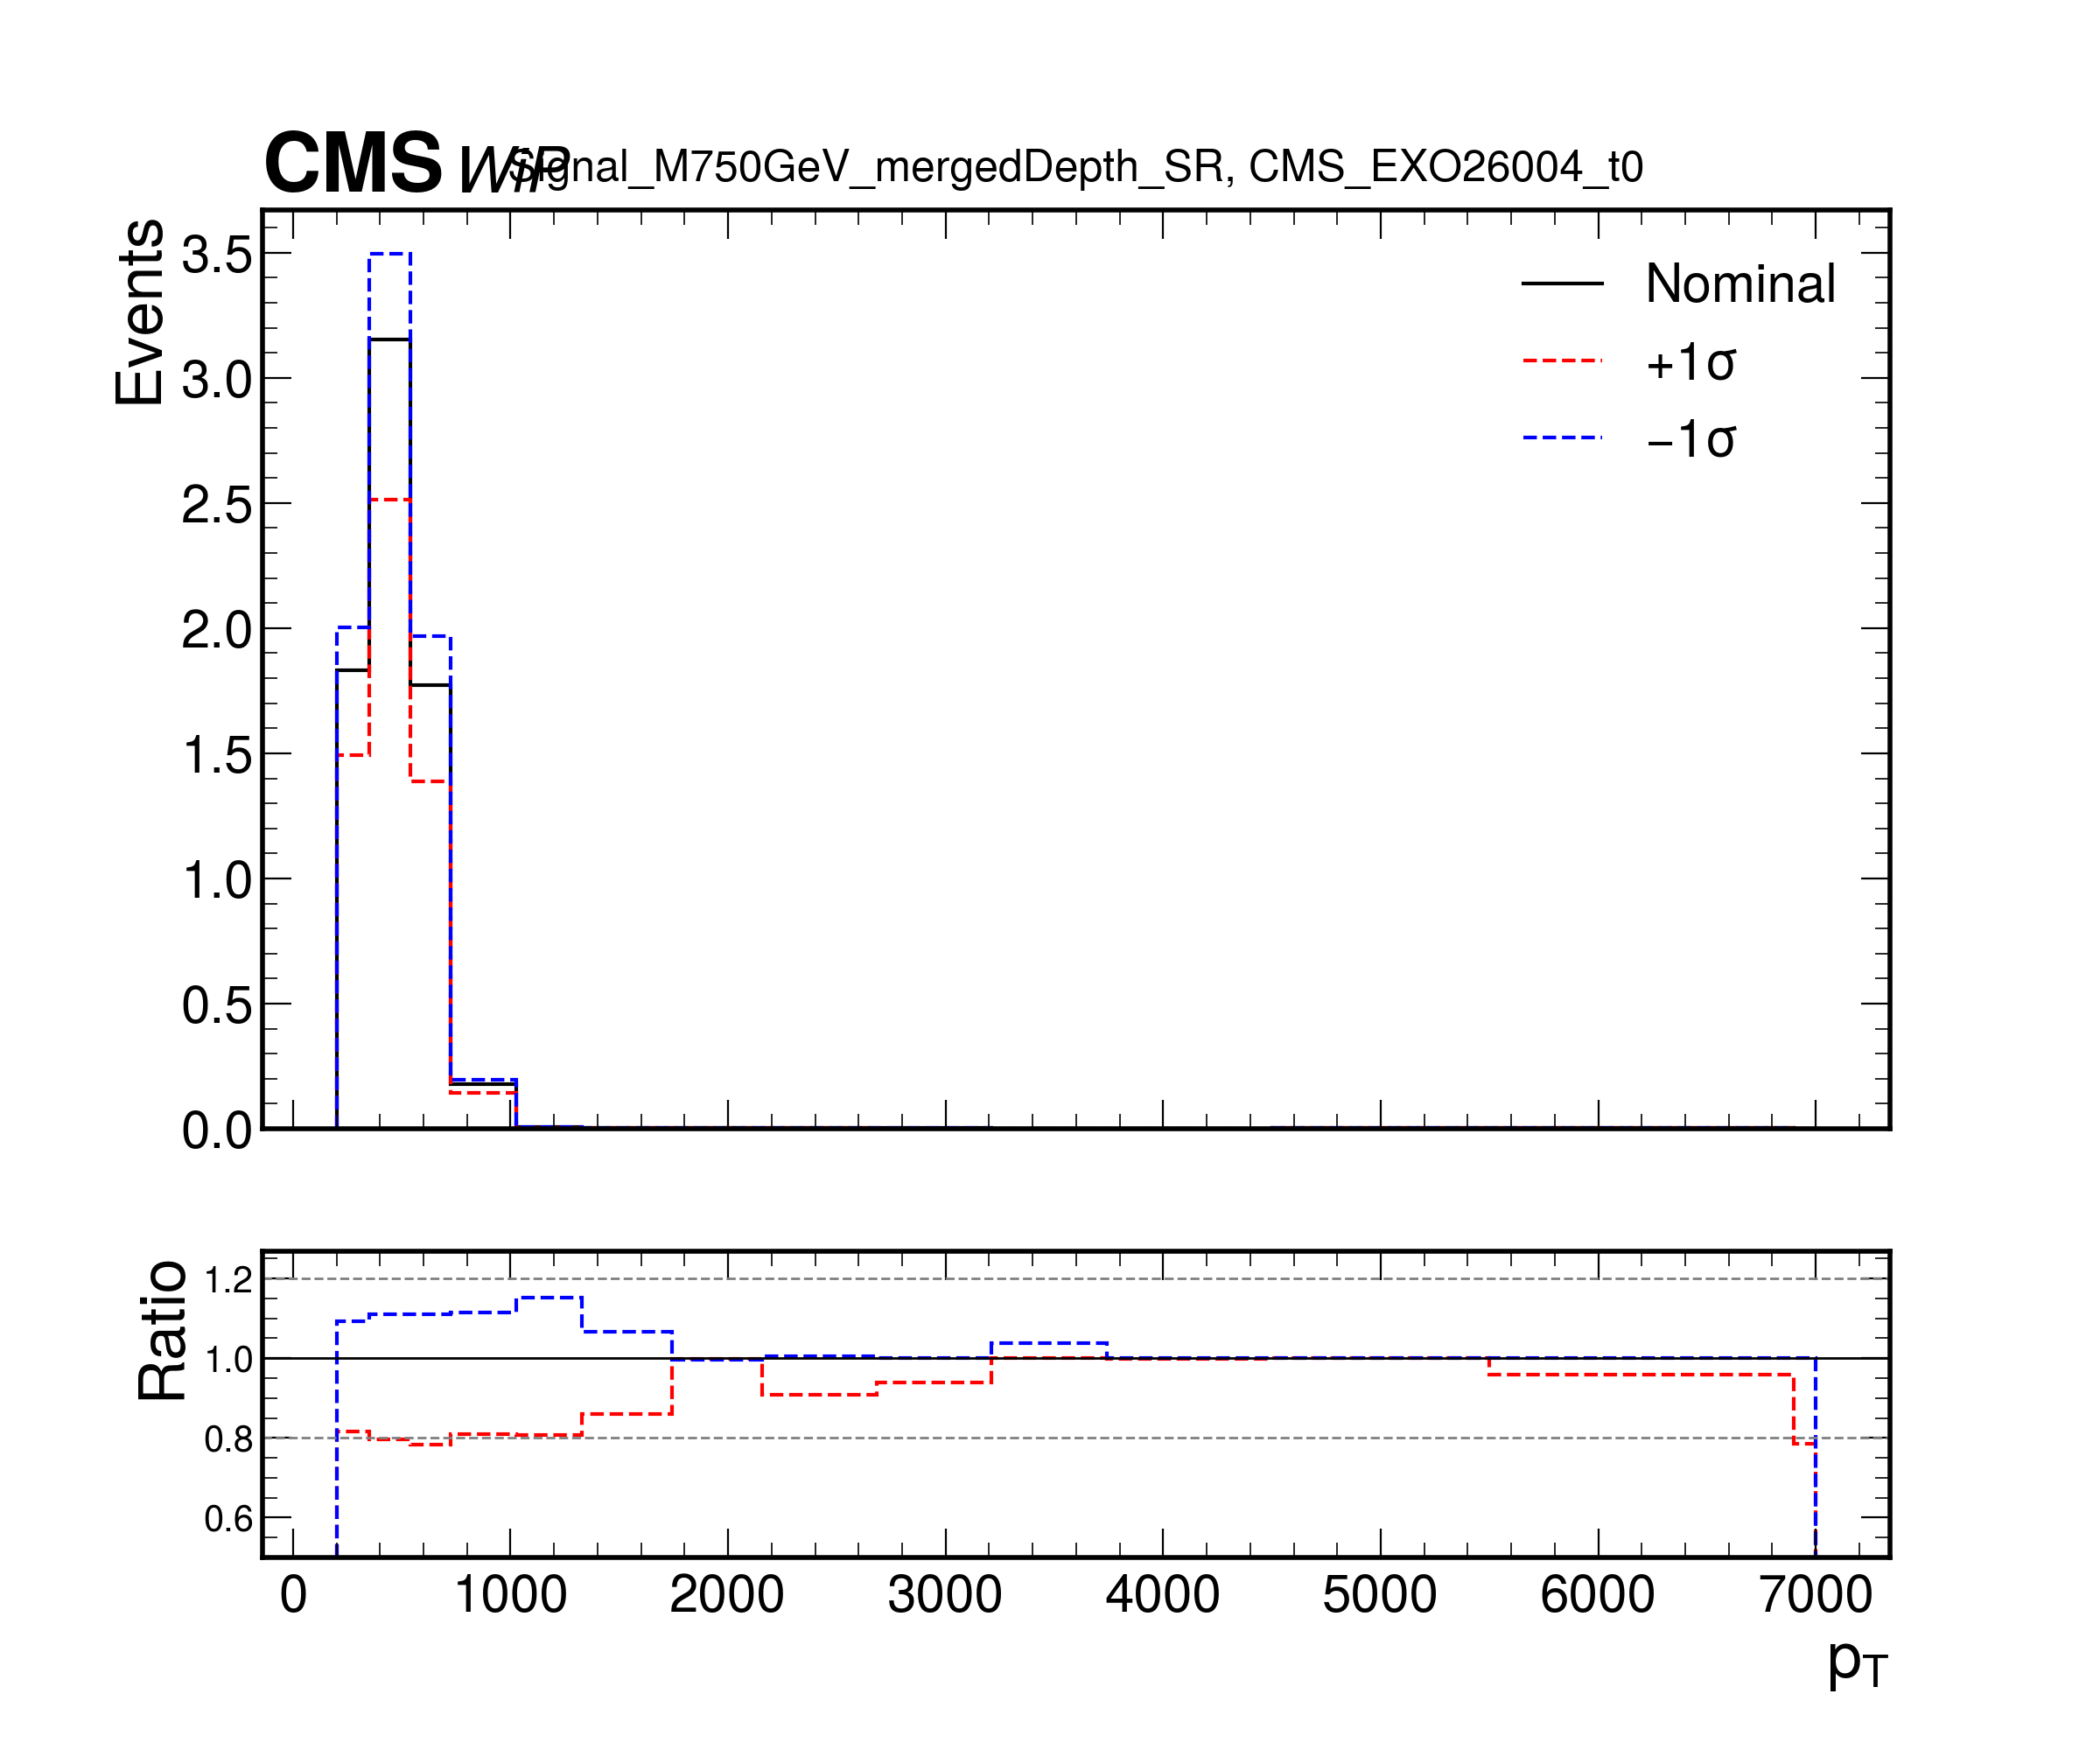 CMS WiP Signal_M750GeV_mergedDepth_SR, CMS_EXO26004_t0
Events
3.5
3.0
2.5
2.0
1.5
1.0
0.5
0.0
Nominal
+1σ
−1σ
Ratio
1.2
1.0
0.8
0.6
0 1000 2000 3000 4000 5000 6000 7000
pT